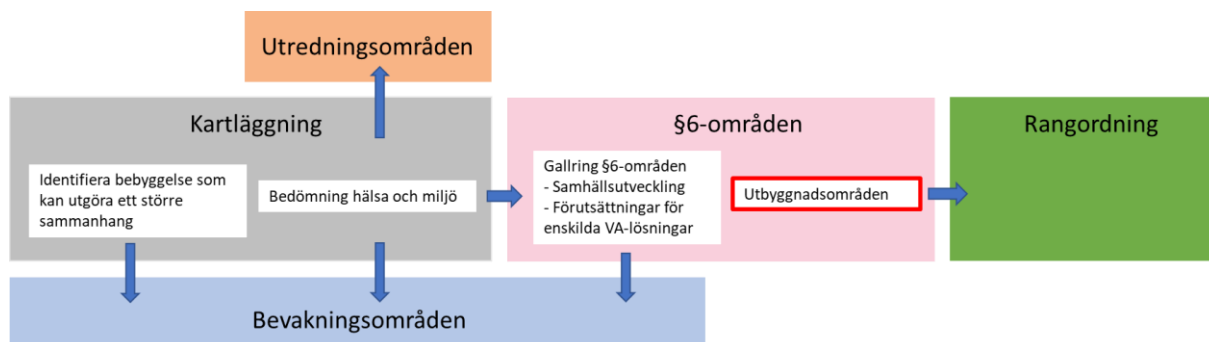 Utredningsområden
Kartläggning
§6-områden
Rangordning
Identifiera bebyggelse som
kan utgöra ett större
sammanhang
Bedömning hälsa och miljö
Gallring §6-områden
- Samhällsutveckling
- Förutsättningar för
enskilda VA-lösningar
Utbyggnadsområden
Bevakningsområden